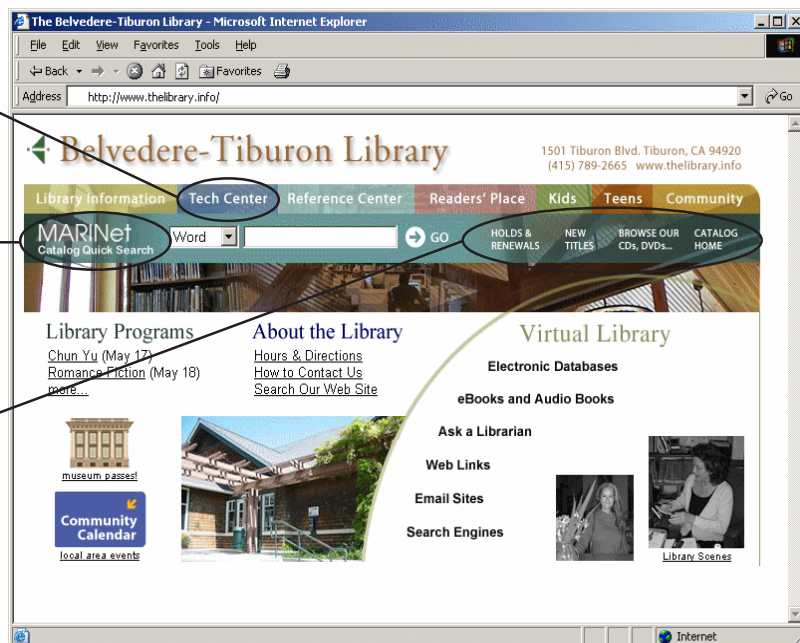 The Belvedere-Tiburon Library - Microsoft Internet Explorer
File Edit View Favorites Tools Help
Back Favorites
Address http://www.thelibrary.info/ Go
Belvedere-Tiburon Library
1501 Tiburon Blvd. Tiburon, CA 94920
(415) 789-2665 www.thelibrary.info
Library Information Tech Center Reference Center Readers' Place Kids Teens Community
MARINet
Catalog Quick Search
Word GO
HOLDS &
RENEWALS
NEW
TITLES
BROWSE OUR
CDs, DVDs...
CATALOG
HOME
Library Programs
Chun Yu (May 17)
Romance Fiction (May 18)
more...
About the Library
Hours & Directions
How to Contact Us
Search Our Web Site
Virtual Library
Electronic Databases
eBooks and Audio Books
Ask a Librarian
Web Links
Email Sites
Search Engines
museum passes!
Community
Calendar
local area events
Library Scenes
Internet